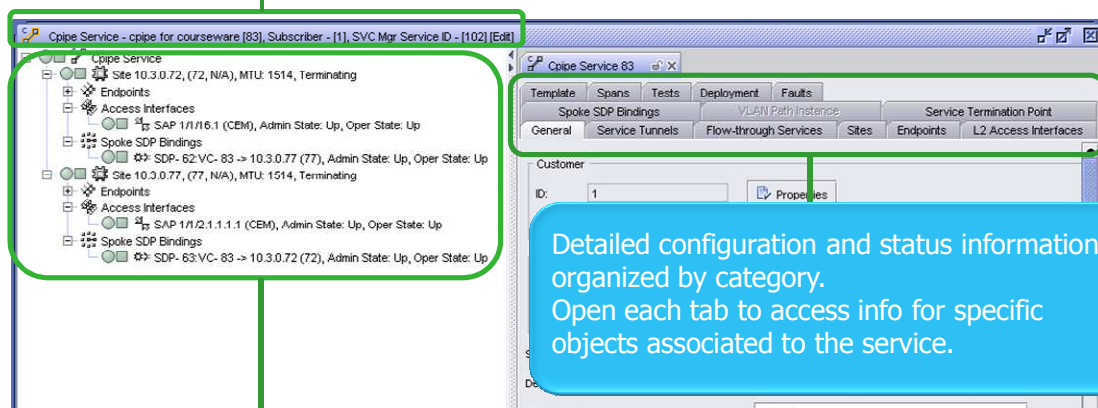 Cpipe Service - cpipe for courseware [83], Subscriber - [1], SVC Mgr Service ID - [102] [Edit]
Cpipe Service
Site 10.3.0.72, (72, N/A), MTU: 1514, Terminating
Endpoints
Access Interfaces
SAP 1/1/16.1 (CEM), Admin State: Up, Oper State: Up
Spoke SDP Bindings
SDP- 62:VC- 83 -> 10.3.0.77 (77), Admin State: Up, Oper State: Up
Site 10.3.0.77, (77, N/A), MTU: 1514, Terminating
Endpoints
Access Interfaces
SAP 1/1/2.1.1.1.1 (CEM), Admin State: Up, Oper State: Up
Spoke SDP Bindings
SDP- 63:VC- 83 -> 10.3.0.72 (72), Admin State: Up, Oper State: Up
Cpipe Service 83
Template Spans Tests Deployment Faults
Spoke SDP Bindings VLAN Path Instance Service Termination Point
General Service Tunnels Flow-through Services Sites Endpoints L2 Access Interfaces
Customer
ID: 1 Properties
Detailed configuration and status information
organized by category.
Open each tab to access info for specific
objects associated to the service.